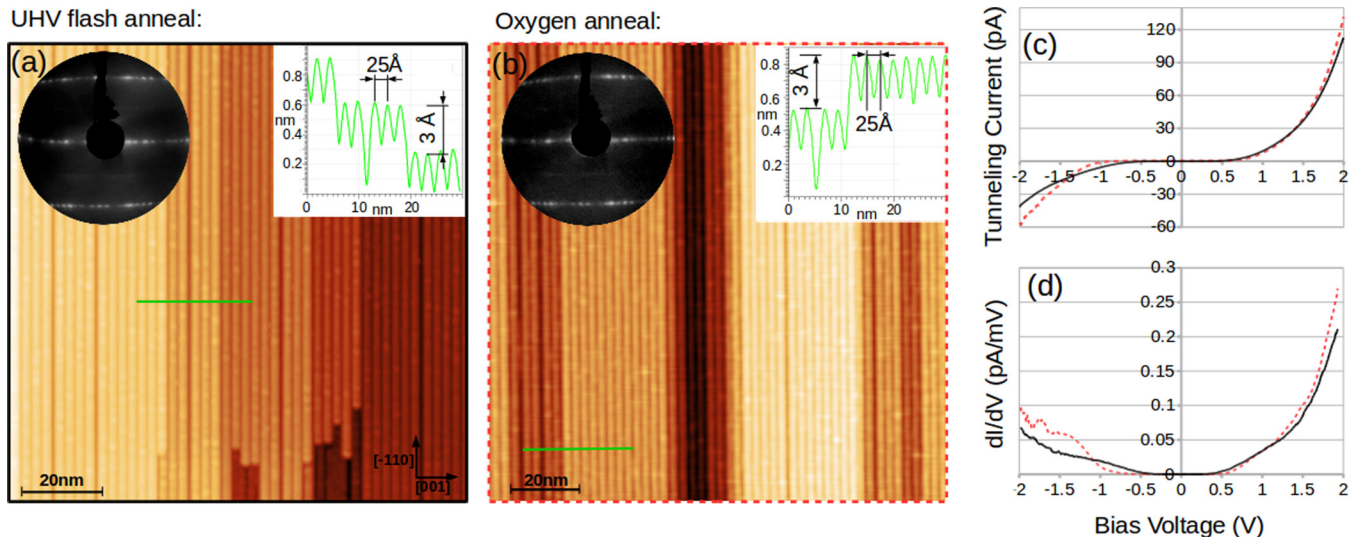 UHV flash anneal:
Oxygen anneal:
(a)
0.8
0.6
nm
0.4
0.2
25Å
3 Å
0
10
nm
20
20nm
[-110]
[001]
(b)
0.8
0.6
nm
0.4
0.2
3 Å
25Å
0
10
nm
20
20nm
(c)
Tunneling Current (pA)
120
90
60
30
0
-30
-60
-2 -1.5 -1 -0.5 0 0.5 1 1.5 2
(d)
dI/dV (pA/mV)
0.3
0.25
0.2
0.15
0.1
0.05
0
-2 -1.5 -1 -0.5 0 0.5 1 1.5 2
Bias Voltage (V)